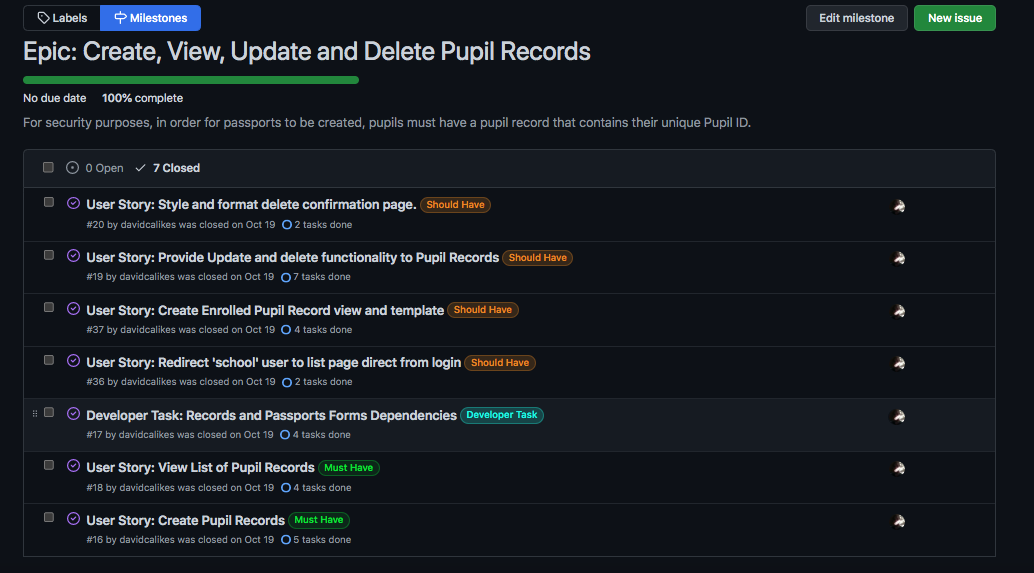 Labels Milestones Edit milestone New issue
Epic: Create, View, Update and Delete Pupil Records
No due date 100% complete
For security purposes, in order for passports to be created, pupils must have a pupil record that contains their unique Pupil ID.
0 Open 7 Closed
User Story: Style and format delete confirmation page. Should Have
#20 by davidcalikes was closed on Oct 19 2 tasks done
User Story: Provide Update and delete functionality to Pupil Records Should Have
#19 by davidcalikes was closed on Oct 19 7 tasks done
User Story: Create Enrolled Pupil Record view and template Should Have
#37 by davidcalikes was closed on Oct 19 4 tasks done
User Story: Redirect 'school' user to list page direct from login Should Have
#36 by davidcalikes was closed on Oct 19 2 tasks done
Developer Task: Records and Passports Forms Dependencies Developer Task
#17 by davidcalikes was closed on Oct 19 4 tasks done
User Story: View List of Pupil Records Must Have
#18 by davidcalikes was closed on Oct 19 4 tasks done
User Story: Create Pupil Records Must Have
#16 by davidcalikes was closed on Oct 19 5 tasks done